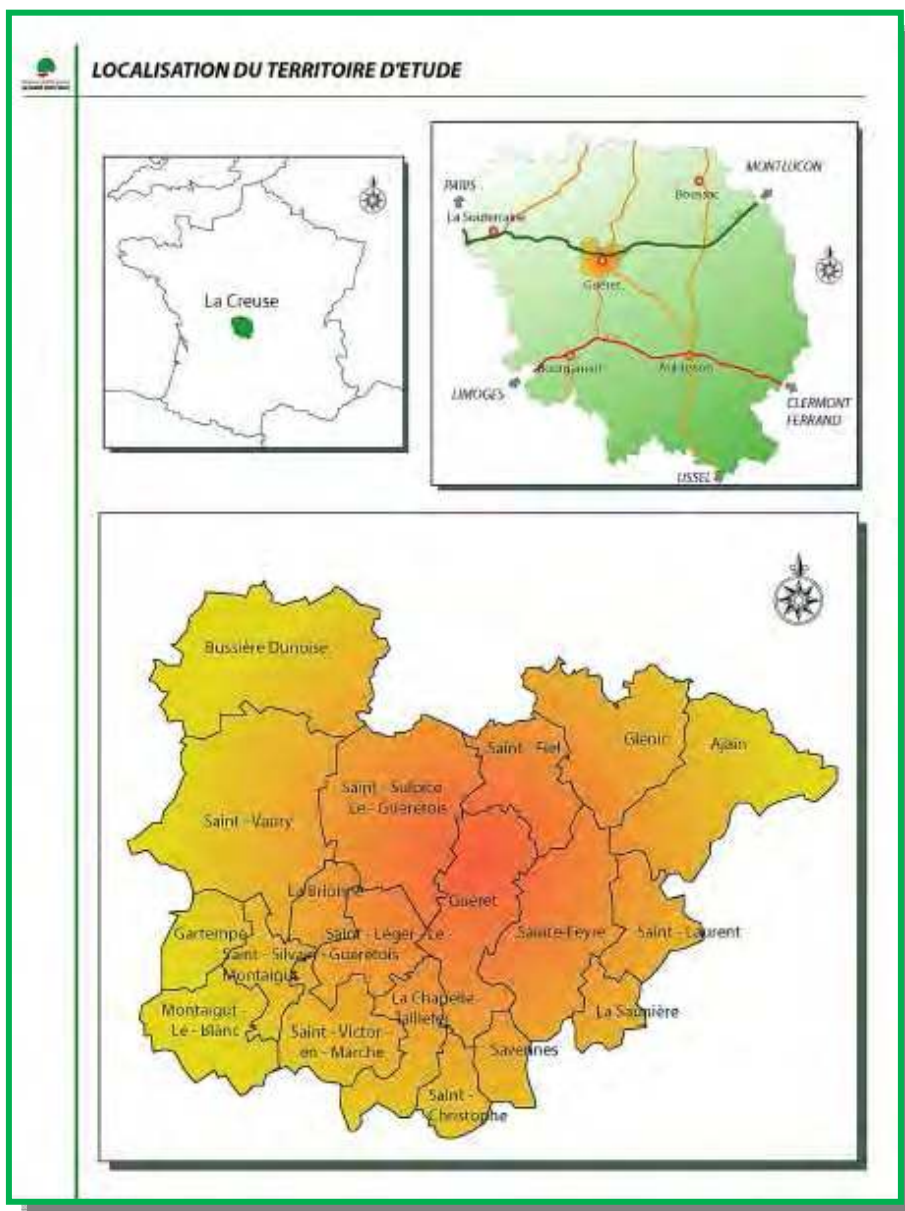 LOCALISATION DU TERRITOIRE D'ETUDE
La Creuse
PARIS
MONTLUCON
Boussac
La Souterraine
Guéret
Bourganeuf
Aubusson
LIMOGES
CLERMONT
FERRAND
USSEL
Bussière Dunoise
Saint - Fiel
Glénic
Ajain
Saint - Sulpice
Le - Guérétois
Saint - Vaury
La Brionne
Guéret
Gartempe
Saint - Léger - Le
- Guéretois
Sainte-Feyre
Saint - Laurent
Saint - Silvain
Montaigut
La Chapelle
Taillefer
La Saunière
Montaigut -
Le - Blanc
Saint - Victor -
en - Marche
Savennes
Saint -
Christophe